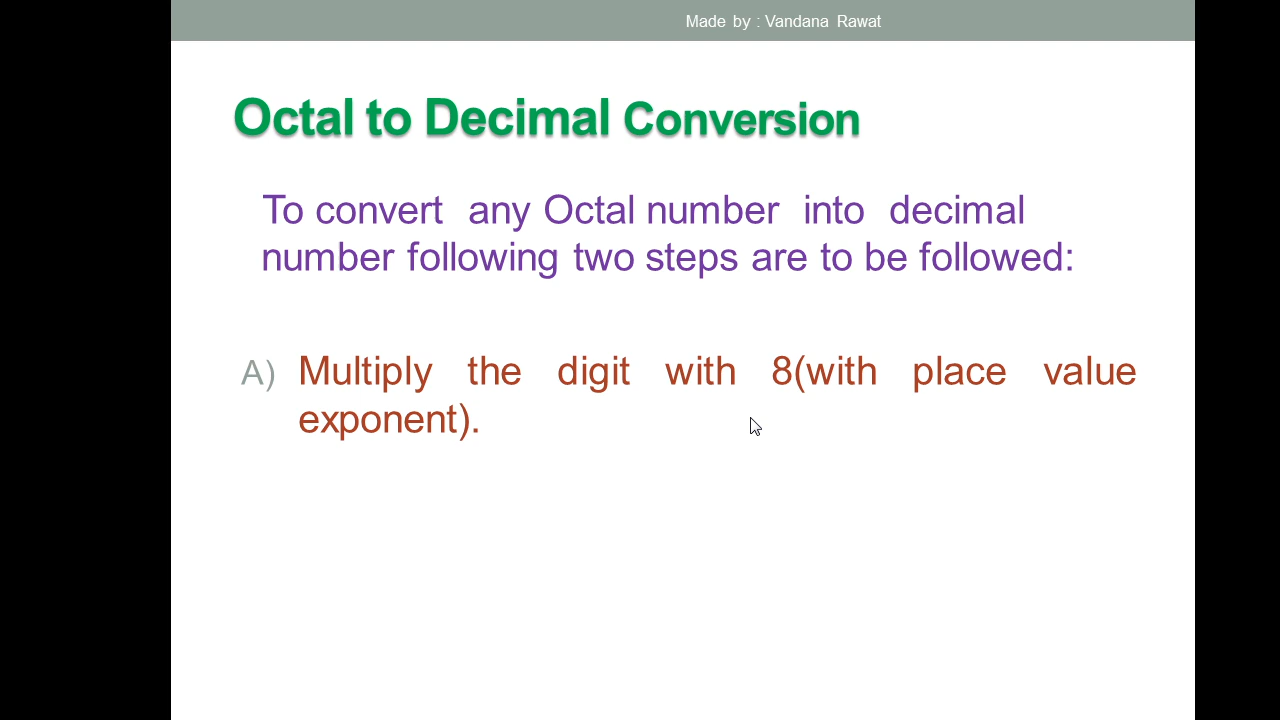 Made by : Vandana Rawat
Octal to Decimal Conversion
To convert any Octal number into decimal
number following two steps are to be followed:
A) Multiply the digit with 8(with place value
exponent).